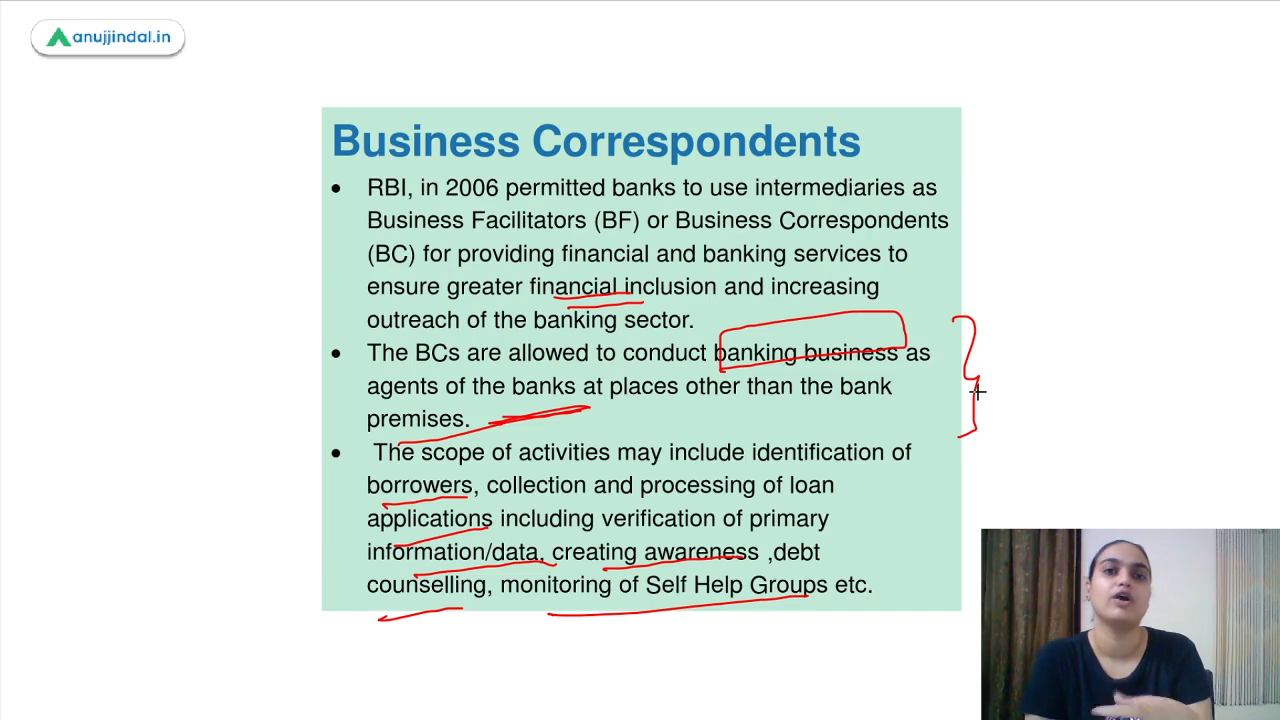 anujjindal.in
Business Correspondents
• RBI, in 2006 permitted banks to use intermediaries as
Business Facilitators (BF) or Business Correspondents
(BC) for providing financial and banking services to
ensure greater financial inclusion and increasing
outreach of the banking sector.
• The BCs are allowed to conduct banking business as
agents of the banks at places other than the bank
premises.
• The scope of activities may include identification of
borrowers, collection and processing of loan
applications including verification of primary
information/data, creating awareness ,debt
counselling, monitoring of Self Help Groups etc.